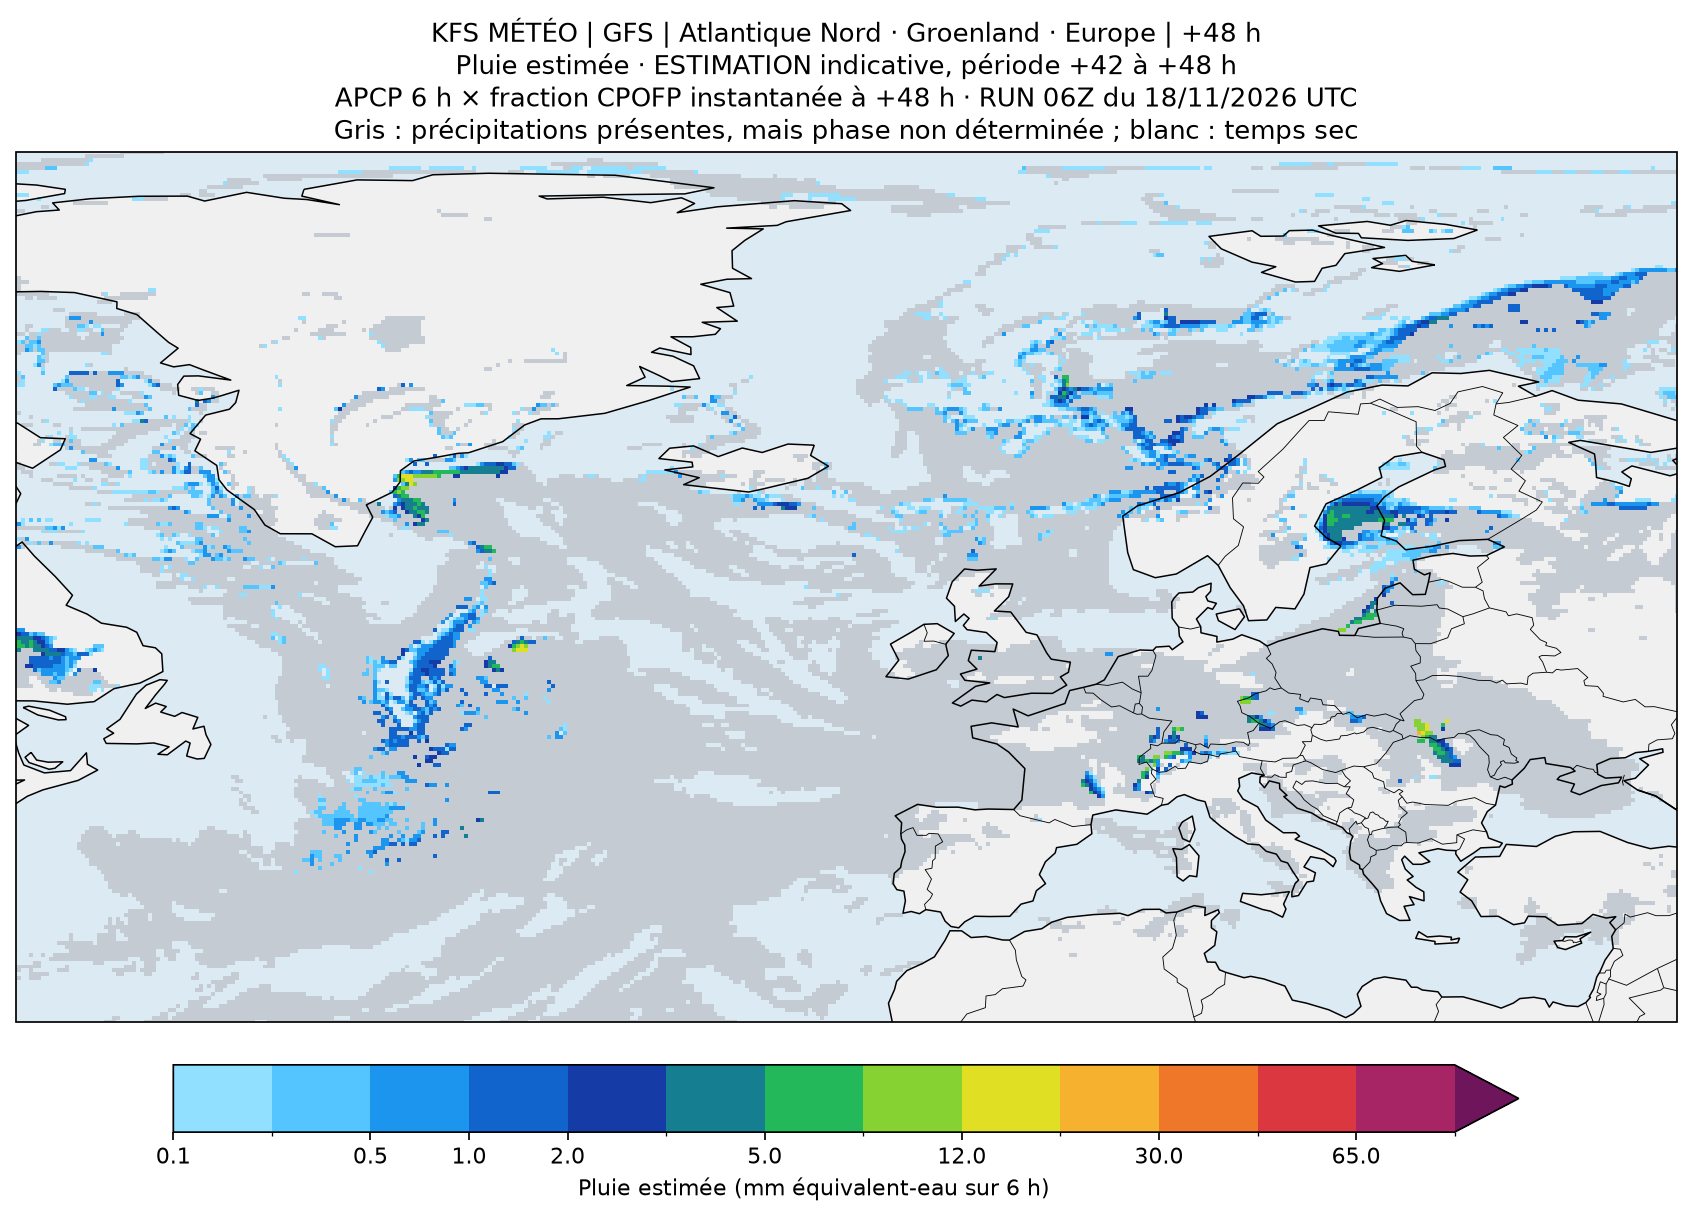 KFS MÉTÉO | GFS | Atlantique Nord · Groenland · Europe | +48 h
Pluie estimée · ESTIMATION indicative, période +42 à +48 h
APCP 6 h × fraction CPOFP instantanée à +48 h · RUN 06Z du 18/11/2026 UTC
Gris : précipitations présentes, mais phase non déterminée ; blanc : temps sec
0.1 0.5 1.0 2.0 5.0 12.0 30.0 65.0
Pluie estimée (mm équivalent-eau sur 6 h)